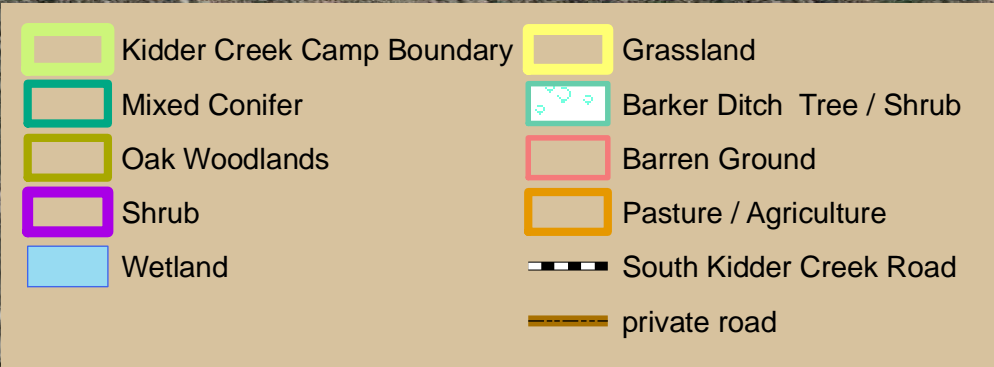 Kidder Creek Camp Boundary
Mixed Conifer
Oak Woodlands
Shrub
Wetland
Grassland
Barker Ditch Tree / Shrub
Barren Ground
Pasture / Agriculture
South Kidder Creek Road
private road